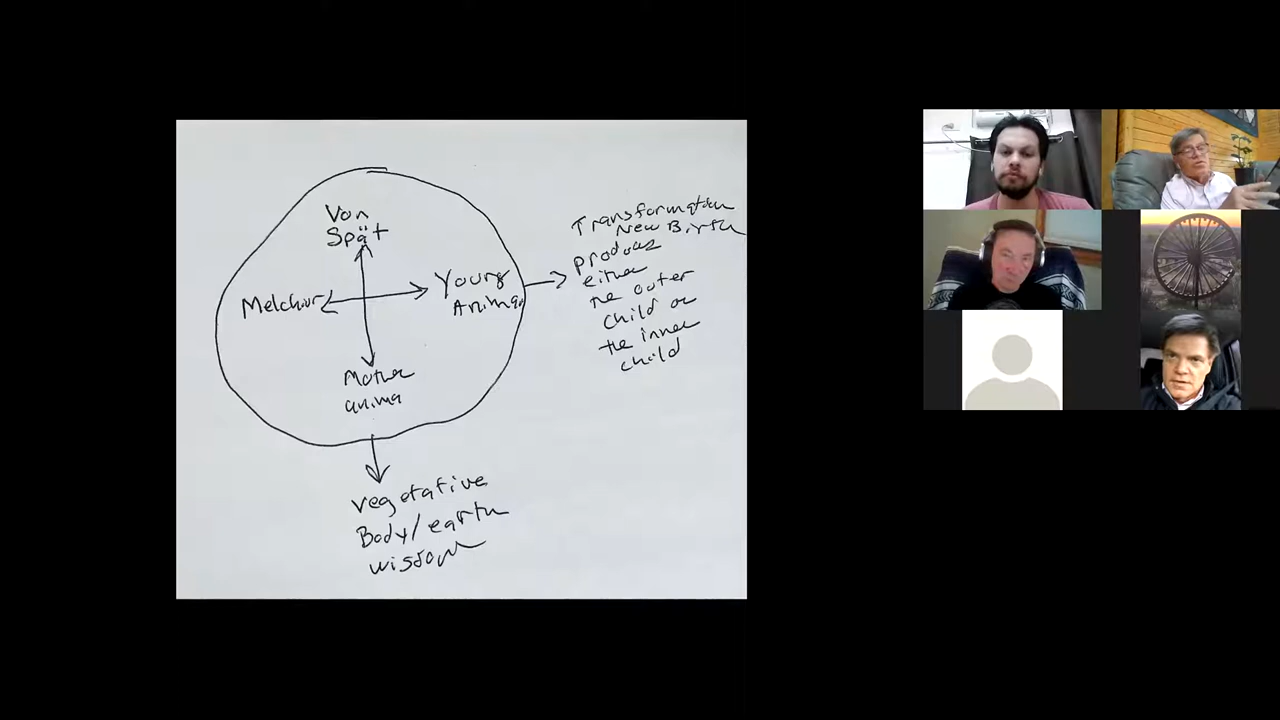 Von
Spät
Melchior
Young
Anima
Mother
anima
Transformation
New Birth
produces
either
the outer
child or
the inner
child
vegetative
Body/earth
wisdom